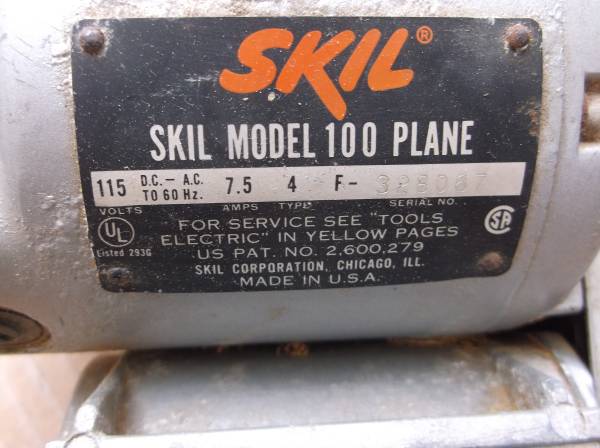 SKIL®
SKIL MODEL 100 PLANE
115 D.C.-A.C. TO 60 Hz. 7.5 4 F-
VOLTS AMPS TYPE SERIAL NO.
UL
Listed 293G
FOR SERVICE SEE "TOOLS
ELECTRIC" IN YELLOW PAGES
US PAT. NO. 2,600.279
SKIL CORPORATION, CHICAGO, ILL.
MADE IN U.S.A.
SA